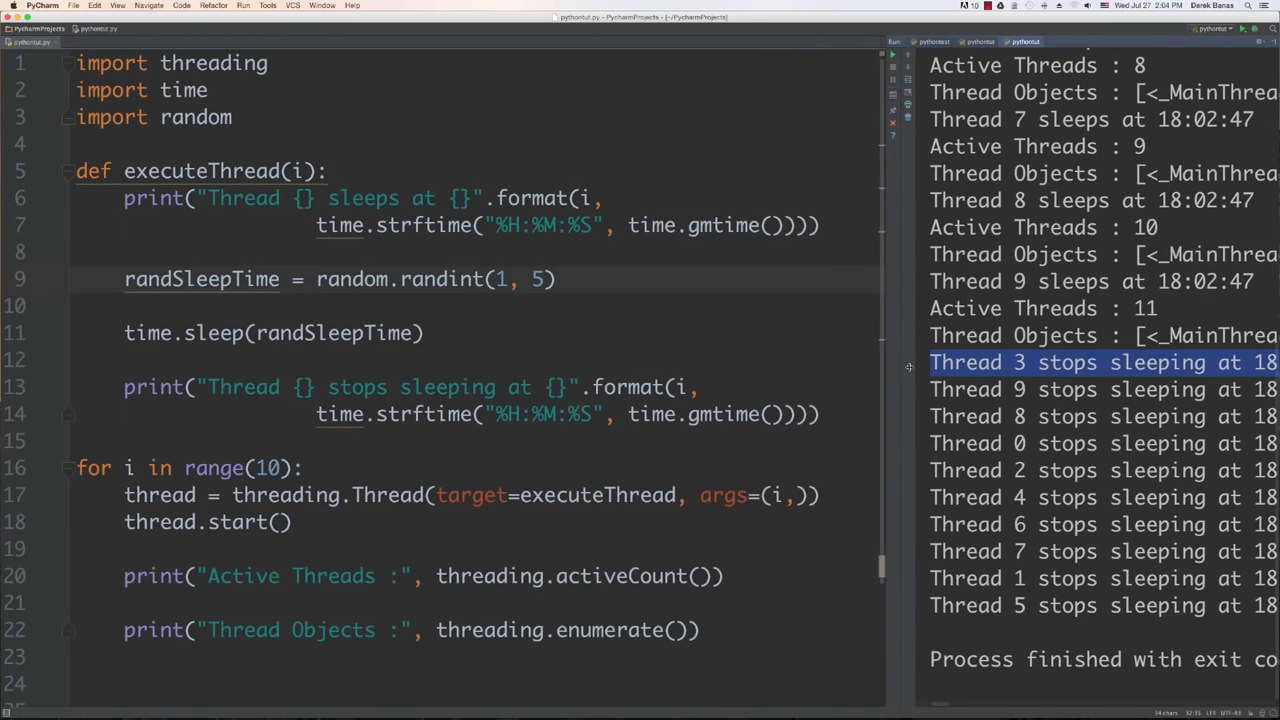 PyCharm File Edit View Navigate Code Refactor Run Tools VCS Window Help 10 Wed Jul 27 2:04 PM Derek Banas
pythontut.py - PycharmProjects - [~/PycharmProjects]
PycharmProjects pythontut.py pythontut
pythontut.py
Run: pythontest pythontut pythontut
1 import threading
2 import time
3 import random
4
5 def executeThread(i):
6 print("Thread {} sleeps at {}".format(i,
7 time.strftime("%H:%M:%S", time.gmtime())))
8
9 randSleepTime = random.randint(1, 5)
10
11 time.sleep(randSleepTime)
12
13 print("Thread {} stops sleeping at {}".format(i,
14 time.strftime("%H:%M:%S", time.gmtime())))
15
16 for i in range(10):
17 thread = threading.Thread(target=executeThread, args=(i,))
18 thread.start()
19
20 print("Active Threads :", threading.activeCount())
21
22 print("Thread Objects :", threading.enumerate())
23
24
Active Threads : 8
Thread Objects : [<_MainThrea
Thread 7 sleeps at 18:02:47
Active Threads : 9
Thread Objects : [<_MainThrea
Thread 8 sleeps at 18:02:47
Active Threads : 10
Thread Objects : [<_MainThrea
Thread 9 sleeps at 18:02:47
Active Threads : 11
Thread Objects : [<_MainThrea
Thread 3 stops sleeping at 18
Thread 9 stops sleeping at 18
Thread 8 stops sleeping at 18
Thread 0 stops sleeping at 18
Thread 2 stops sleeping at 18
Thread 4 stops sleeping at 18
Thread 6 stops sleeping at 18
Thread 7 stops sleeping at 18
Thread 1 stops sleeping at 18
Thread 5 stops sleeping at 18
Process finished with exit co
34 chars 32:35 LF‡ UTF-8‡